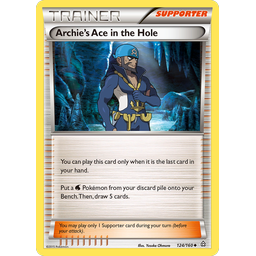 TRAINER
SUPPORTER
Archie's Ace in the Hole
You can play this card only when it is the last card
in your hand.
Put a Pokémon from your discard pile onto your
Bench. Then, draw 5 cards.
You may play only 1 Supporter card during your turn (before
your attack).
Illus. Yusuke Ohmura
124/160